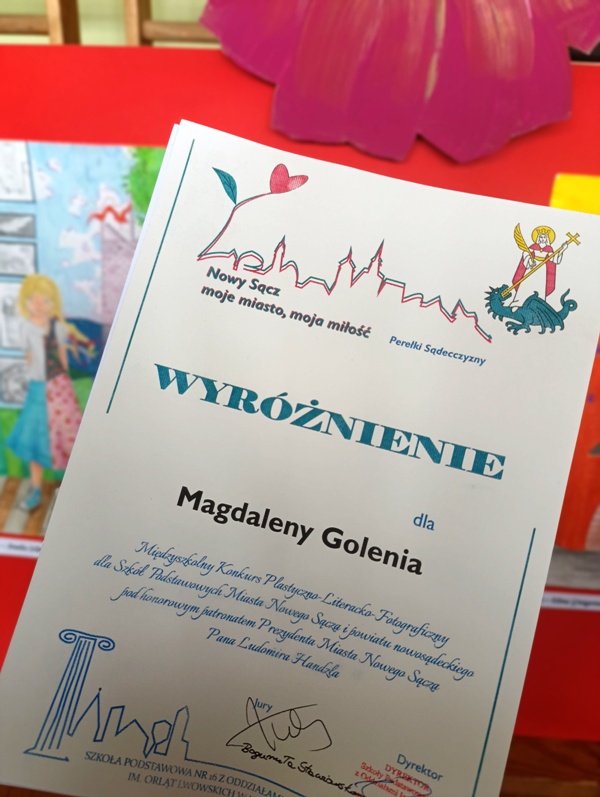 Nowy Sącz
moje miasto, moja miłość
Perełki Sądecczyzny
WYRÓŻNIENIE
dla
Magdaleny Golenia
Międzyszkolny Konkurs Plastyczno-Literacko-Fotograficzny
dla Szkół Podstawowych Miasta Nowego Sącza i powiatu nowosądeckiego
pod honorowym patronatem Prezydenta Miasta Nowego Sącza
Pana Ludomira Handzla
Jury
Dyrektor
DYREKTOR
SZKOŁA PODSTAWOWA NR 16 Z
IM. ORLĄT LWOWSKICH W